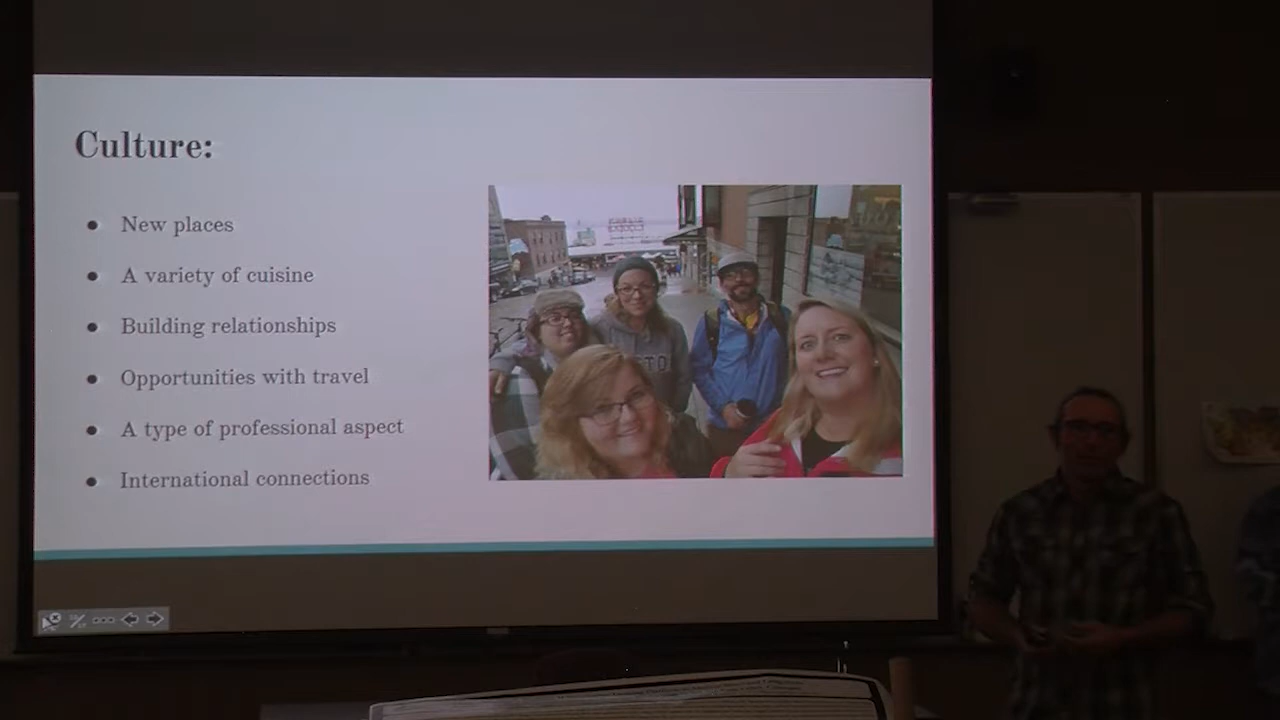 Culture:
New places
A variety of cuisine
Building relationships
Opportunities with travel
A type of professional aspect
International connections